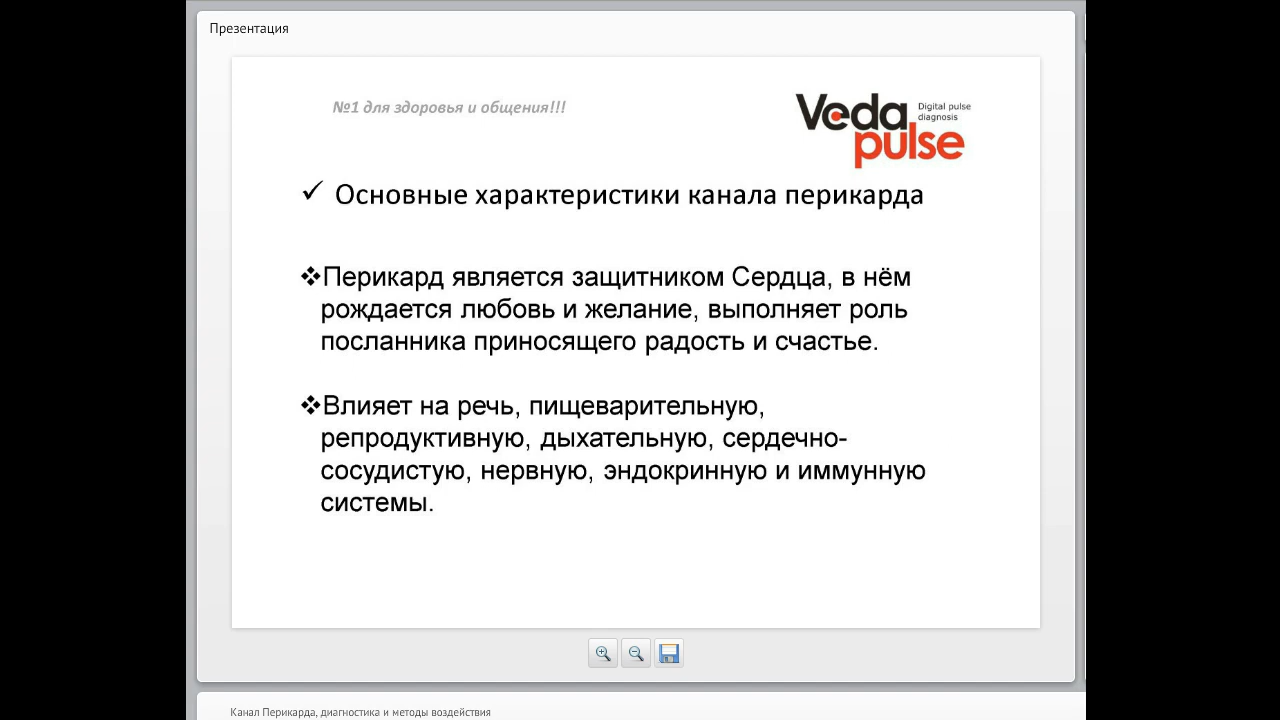 Презентация
№1 для здоровья и общения!!!
Veda
pulse
Digital pulse
diagnosis
✓ Основные характеристики канала перикарда
❖Перикард является защитником Сердца, в нём
рождается любовь и желание, выполняет роль
посланника приносящего радость и счастье.
❖Влияет на речь, пищеварительную,
репродуктивную, дыхательную, сердечно-
сосудистую, нервную, эндокринную и иммунную
системы.
Канал Перикарда, диагностика и методы воздействия